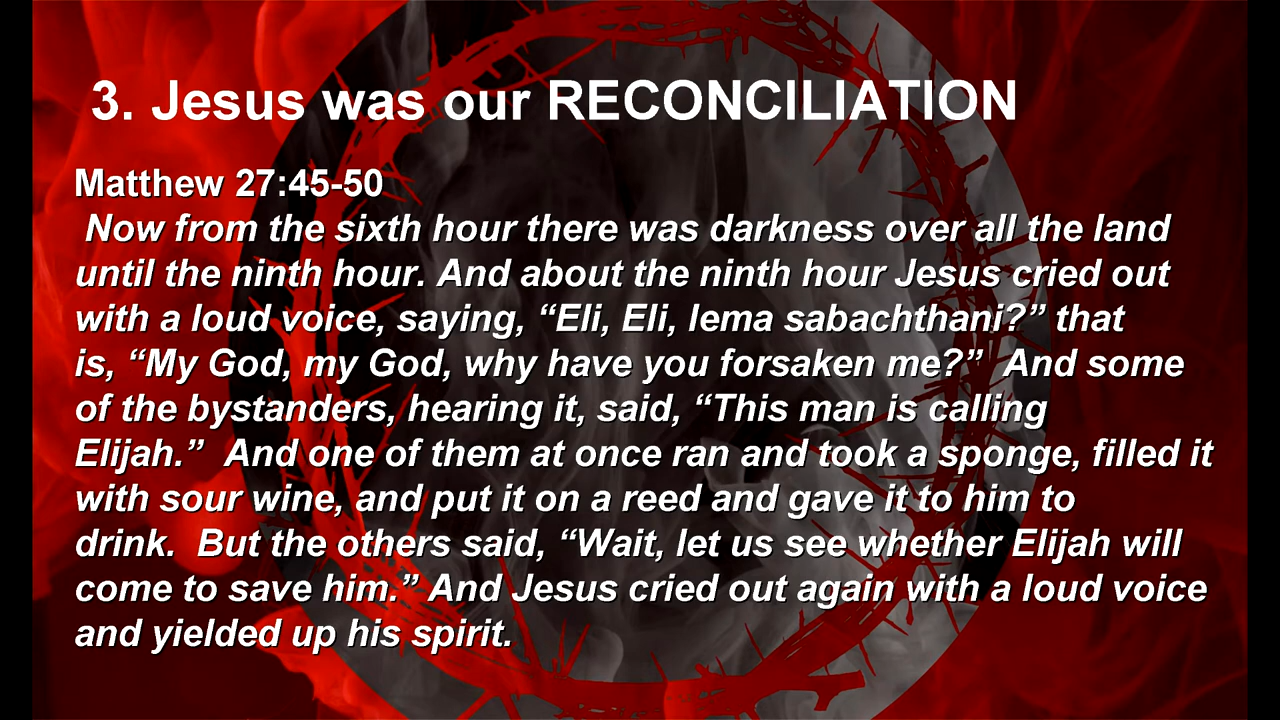 3. Jesus was our RECONCILIATION
Matthew 27:45-50
Now from the sixth hour there was darkness over all the land
until the ninth hour. And about the ninth hour Jesus cried out
with a loud voice, saying, “Eli, Eli, lema sabachthani?” that
is, “My God, my God, why have you forsaken me?” And some
of the bystanders, hearing it, said, “This man is calling
Elijah.” And one of them at once ran and took a sponge, filled it
with sour wine, and put it on a reed and gave it to him to
drink. But the others said, “Wait, let us see whether Elijah will
come to save him.” And Jesus cried out again with a loud voice
and yielded up his spirit.